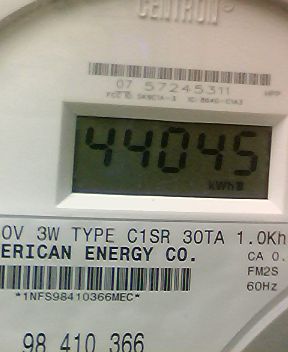 CENTRON®
07 57245311
44045
kWh
0V 3W TYPE C1SR 30TA 1.0Kh
ERICAN ENERGY CO.
CA 0.
FM2S
60Hz
*1NFS98410366MEC*
98 410 366